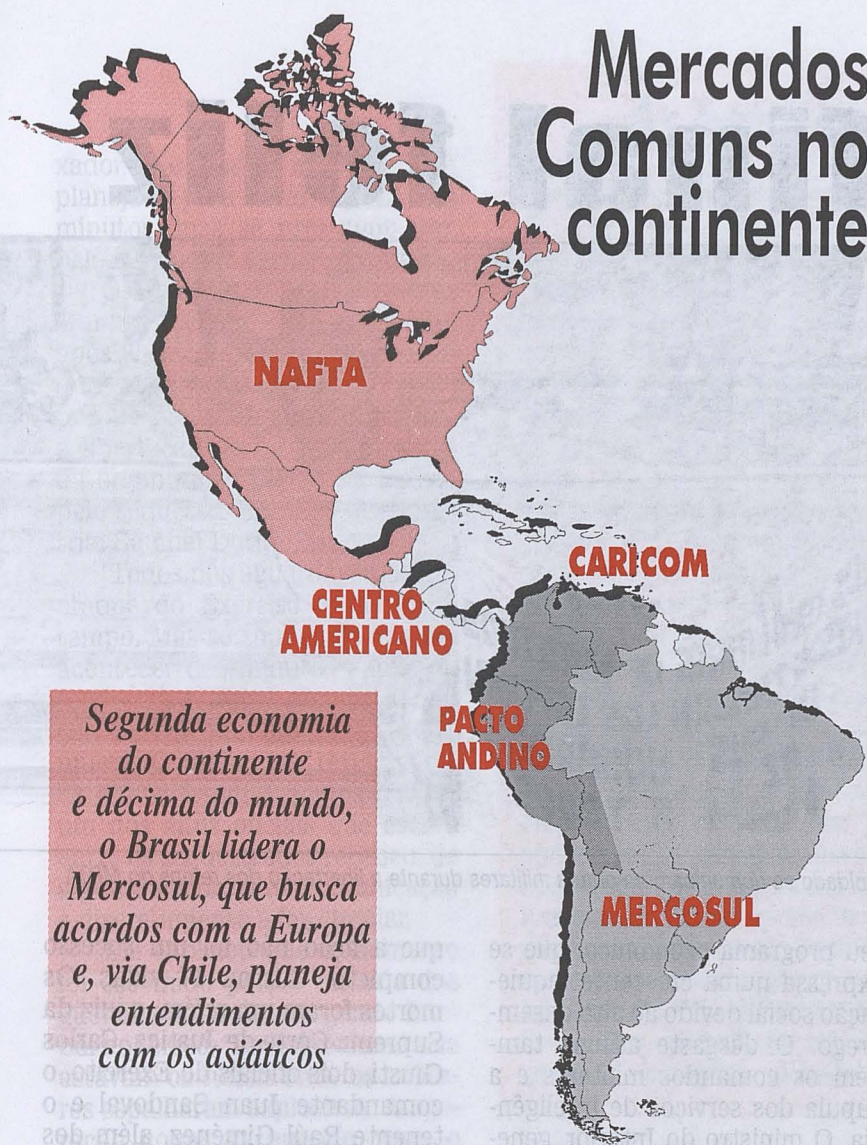 Mercados
Comuns no
continente
NAFTA
CARICOM
CENTRO
AMERICANO
PACTO
ANDINO
MERCOSUL
Segunda economia
do continente
e décima do mundo,
o Brasil lidera o
Mercosul, que busca
acordos com a Europa
e, via Chile, planeja
entendimentos
com os asiáticos